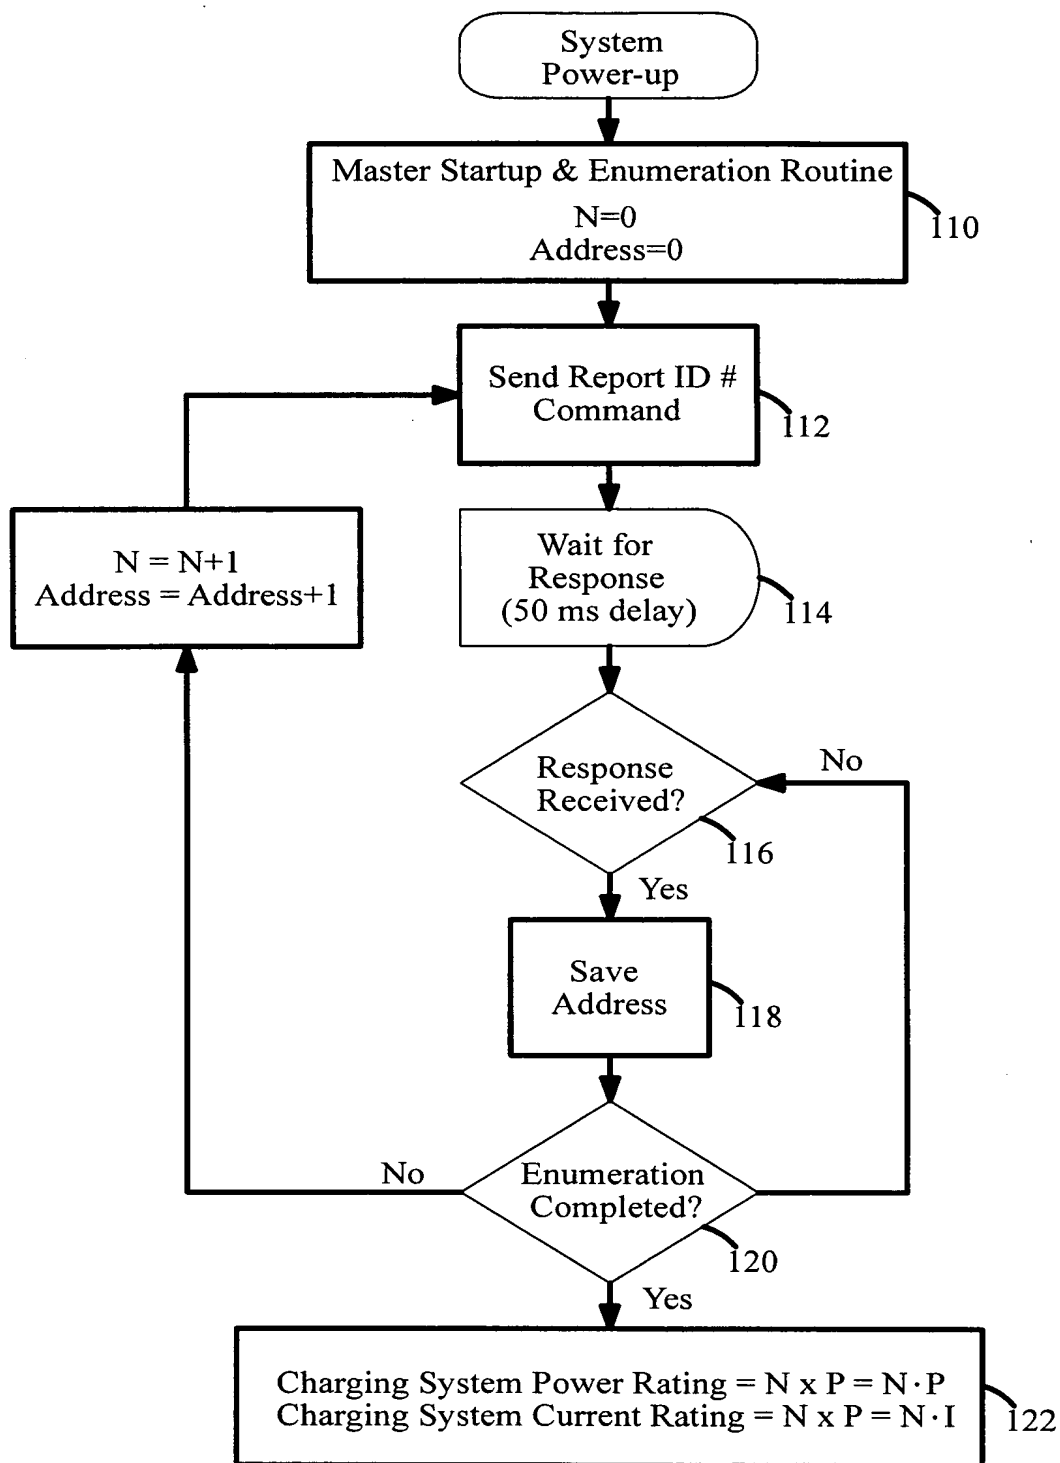 System
Power-up
Master Startup & Enumeration Routine
N=0
Address=0
110
Send Report ID #
Command
112
N = N+1
Address = Address+1
Wait for
Response
(50 ms delay)
114
Response
Received?
No
116
Yes
Save
Address
118
No
Enumeration
Completed?
120
Yes
Charging System Power Rating = N x P = N·P
Charging System Current Rating = N x P = N·I
122